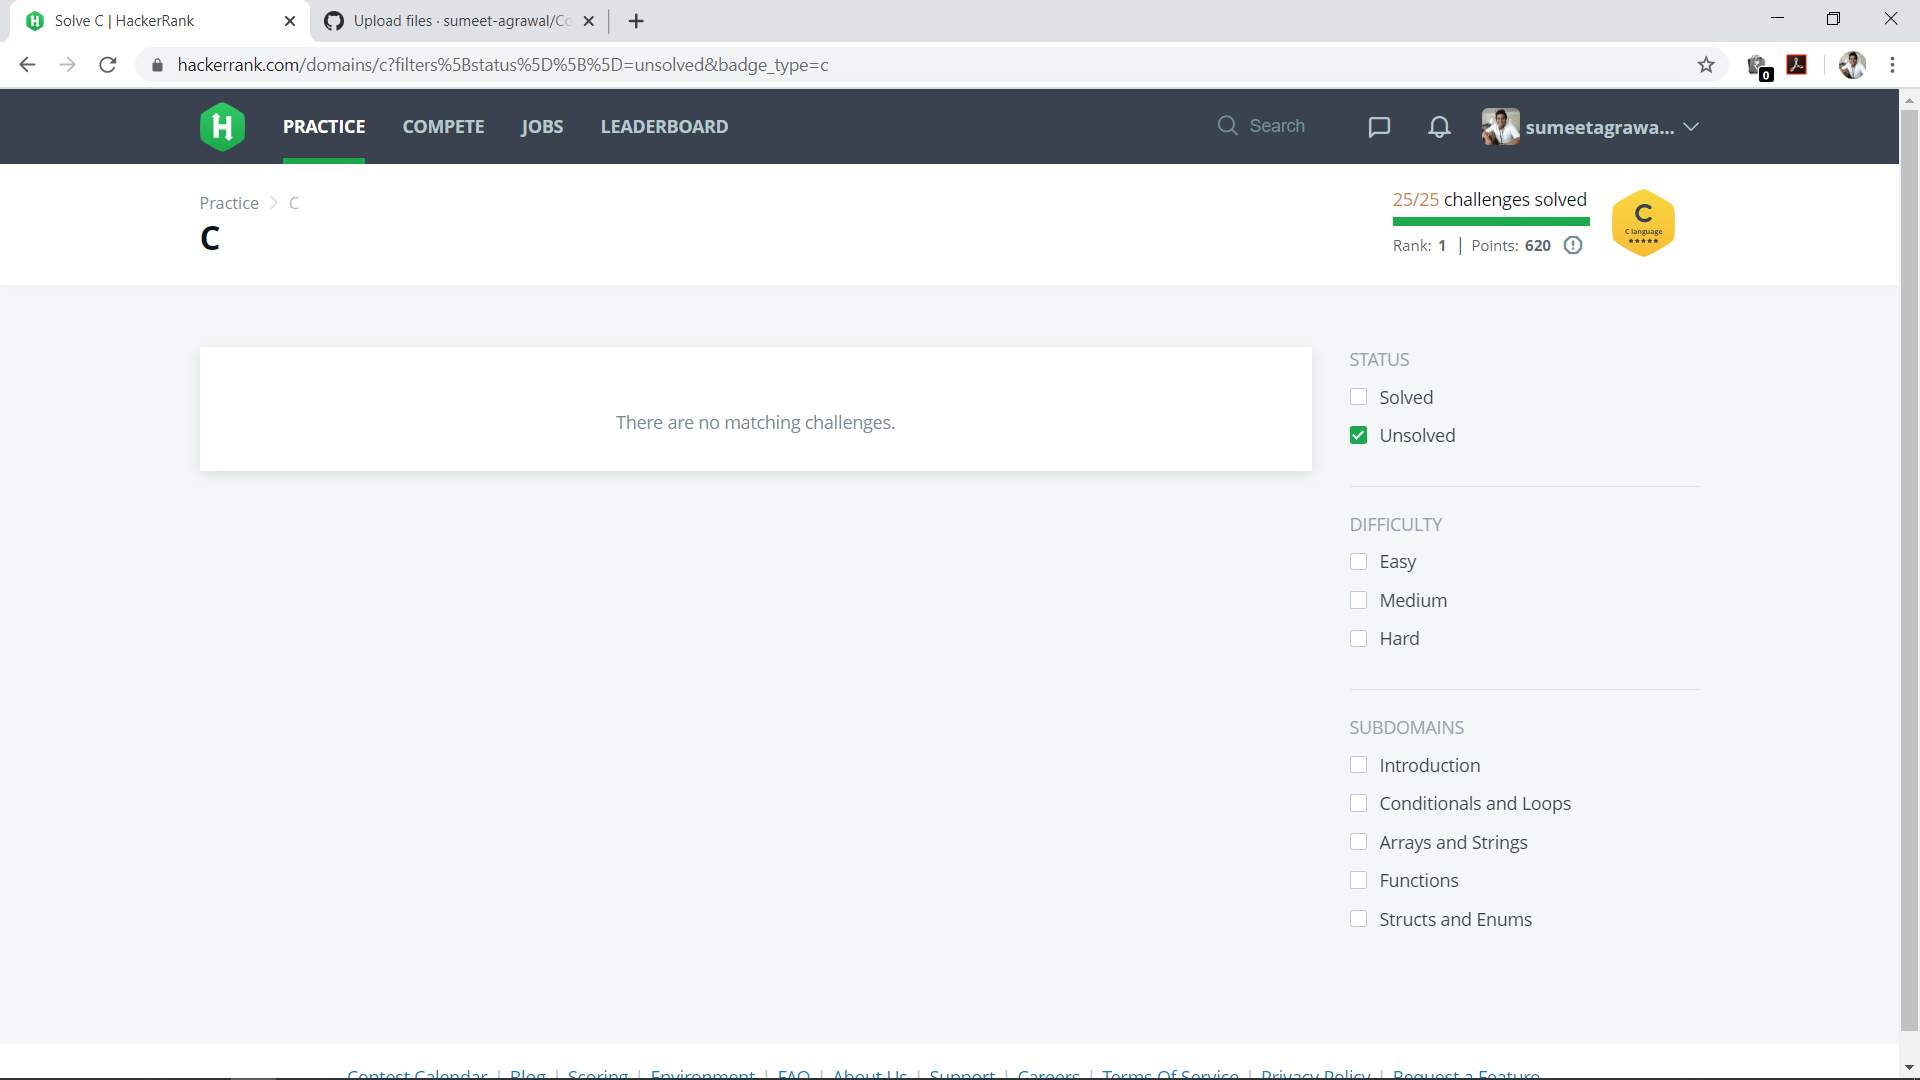 Solve C | HackerRank
Upload files · sumeet-agrawal/Co
hackerrank.com/domains/c?filters%5Bstatus%5D%5B%5D=unsolved&badge_type=c
0
H
PRACTICE COMPETE JOBS LEADERBOARD Search sumeetagrawa...
Practice C
C
25/25 challenges solved
Rank: 1 | Points: 620
C
C language
There are no matching challenges.
STATUS
Solved
Unsolved
DIFFICULTY
Easy
Medium
Hard
SUBDOMAINS
Introduction
Conditionals and Loops
Arrays and Strings
Functions
Structs and Enums
Contest Calendar | Blog | Scoring | Environment | FAQ | About Us | Support | Careers | Terms Of Service | Privacy Policy | Request a Feature